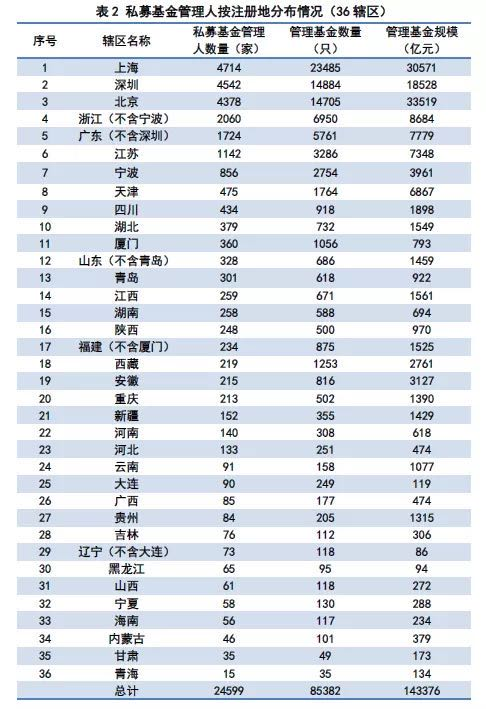 表 2 私募基金管理人按注册地分布情况（36 辖区）
序号 辖区名称 私募基金管理人数量（家） 管理基金数量（只） 管理基金规模（亿元）
1 上海 4714 23485 30571
2 深圳 4542 14884 18528
3 北京 4378 14705 33519
4 浙江（不含宁波） 2060 6950 8684
5 广东（不含深圳） 1724 5761 7779
6 江苏 1142 3286 7348
7 宁波 856 2754 3961
8 天津 475 1764 6867
9 四川 434 918 1898
10 湖北 379 732 1549
11 厦门 360 1056 793
12 山东（不含青岛） 328 686 1459
13 青岛 301 618 922
14 江西 259 671 1561
15 湖南 258 588 694
16 陕西 248 500 970
17 福建（不含厦门） 234 875 1525
18 西藏 219 1253 2761
19 安徽 215 816 3127
20 重庆 213 502 1390
21 新疆 152 355 1429
22 河南 140 308 618
23 河北 133 251 474
24 云南 91 158 1077
25 大连 90 249 119
26 广西 85 177 474
27 贵州 84 205 1315
28 吉林 76 112 306
29 辽宁（不含大连） 73 118 86
30 黑龙江 65 95 94
31 山西 61 118 272
32 宁夏 58 130 288
33 海南 56 117 234
34 内蒙古 46 101 379
35 甘肃 35 49 173
36 青海 15 35 134
总计 24599 85382 143376